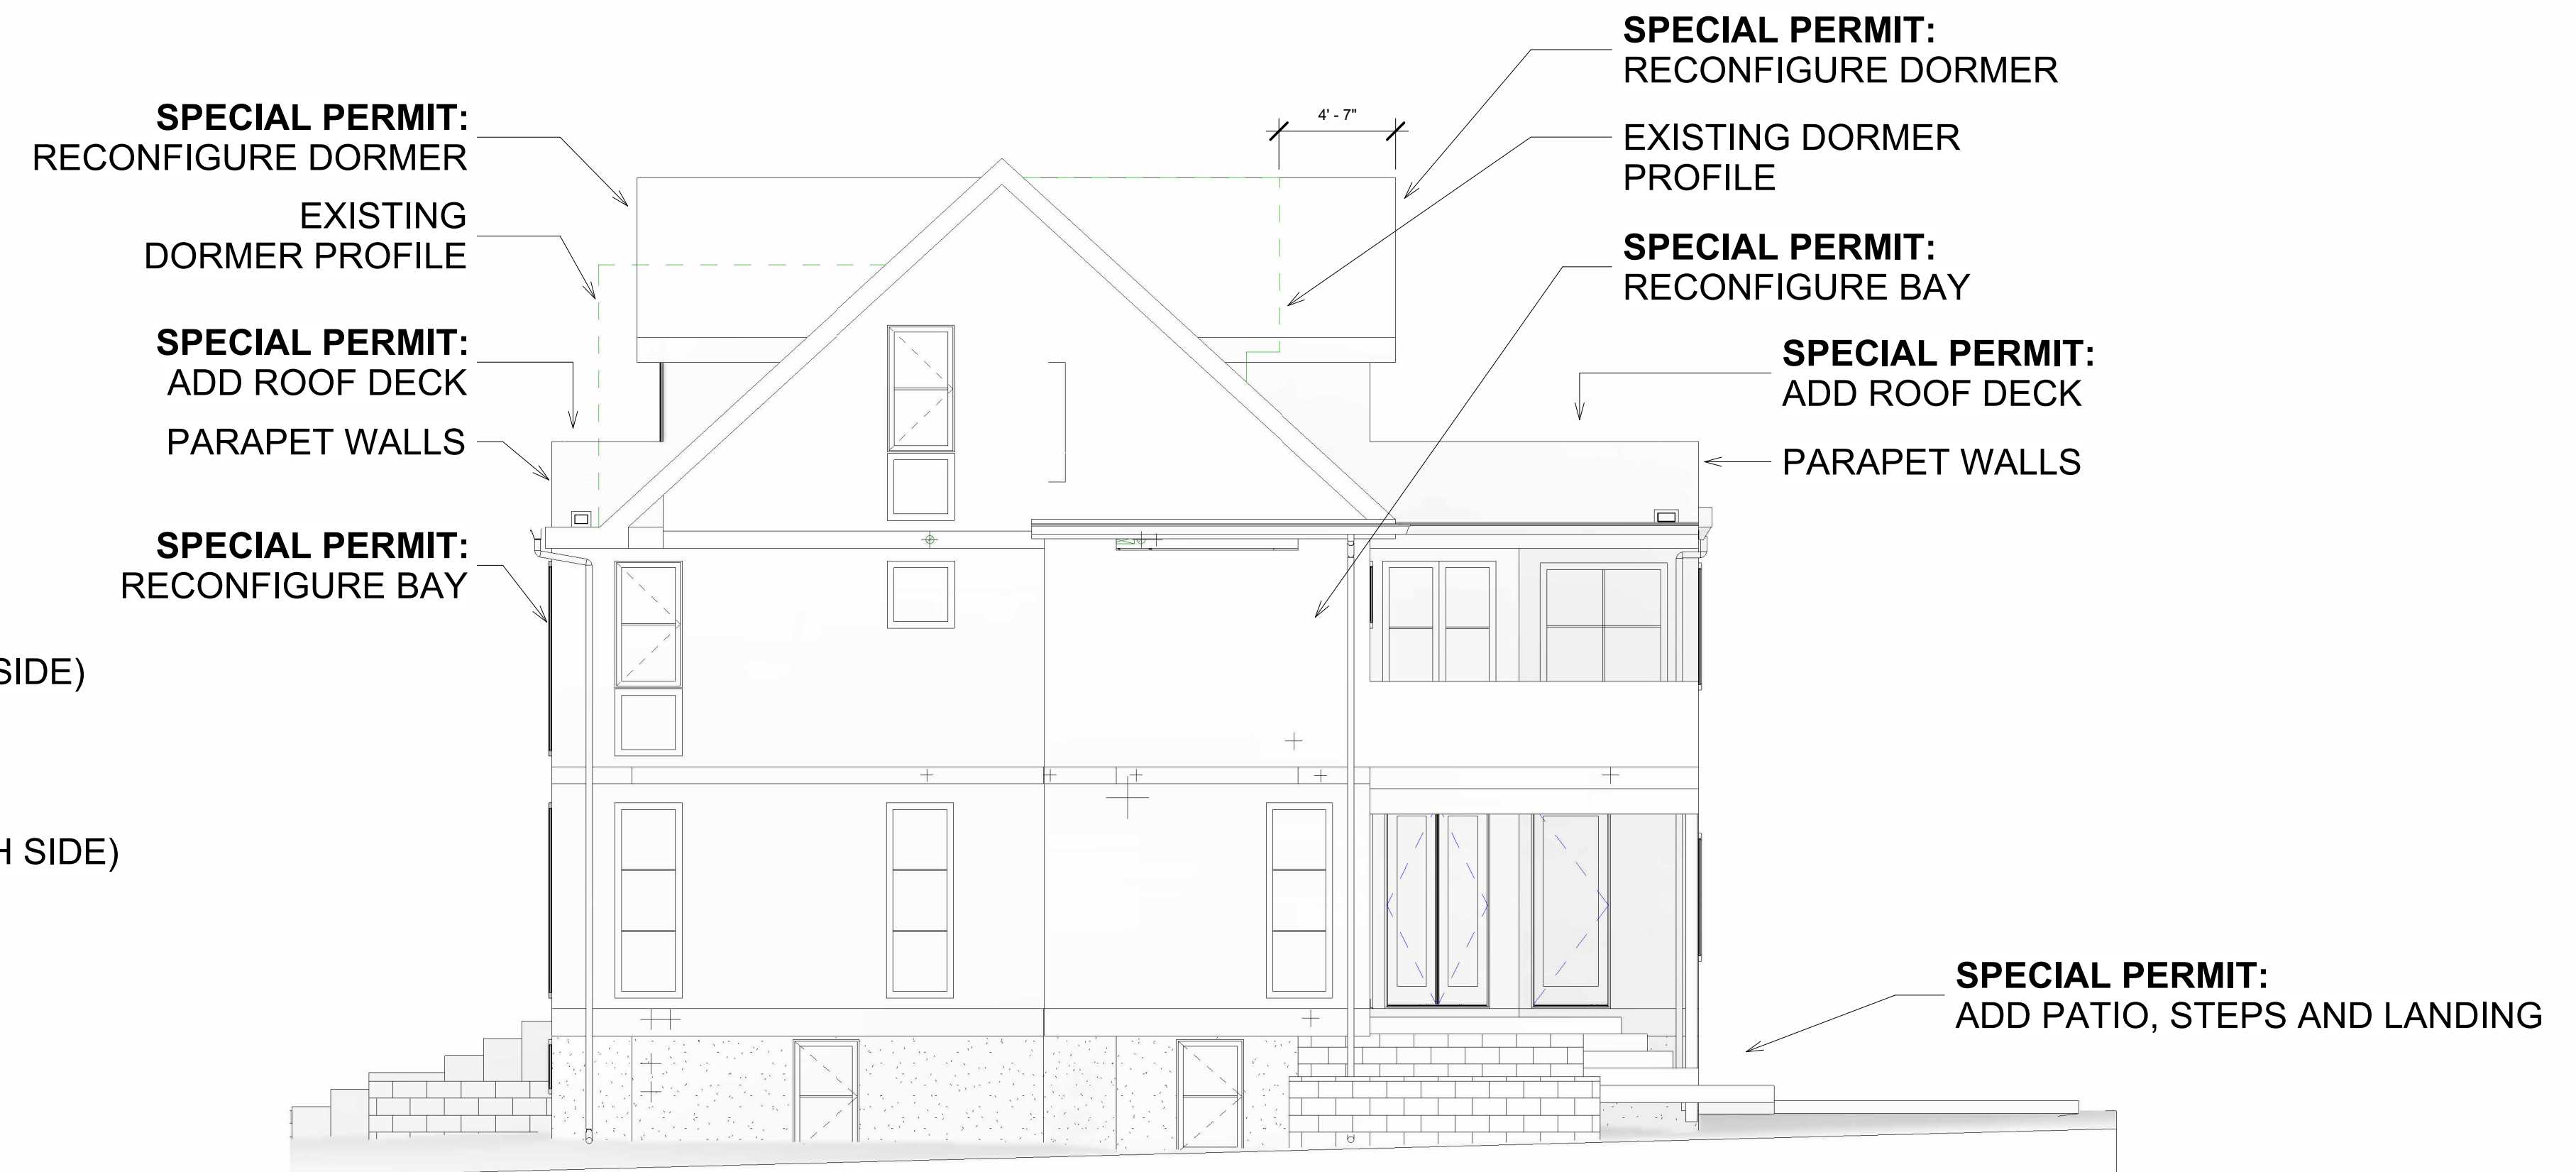 SPECIAL PERMIT:
RECONFIGURE DORMER
EXISTING
DORMER PROFILE
SPECIAL PERMIT:
ADD ROOF DECK
PARAPET WALLS
SPECIAL PERMIT:
RECONFIGURE BAY
SIDE)
H SIDE)
4' - 7"
SPECIAL PERMIT:
RECONFIGURE DORMER
EXISTING DORMER
PROFILE
SPECIAL PERMIT:
RECONFIGURE BAY
SPECIAL PERMIT:
ADD ROOF DECK
PARAPET WALLS
SPECIAL PERMIT:
ADD PATIO, STEPS AND LANDING